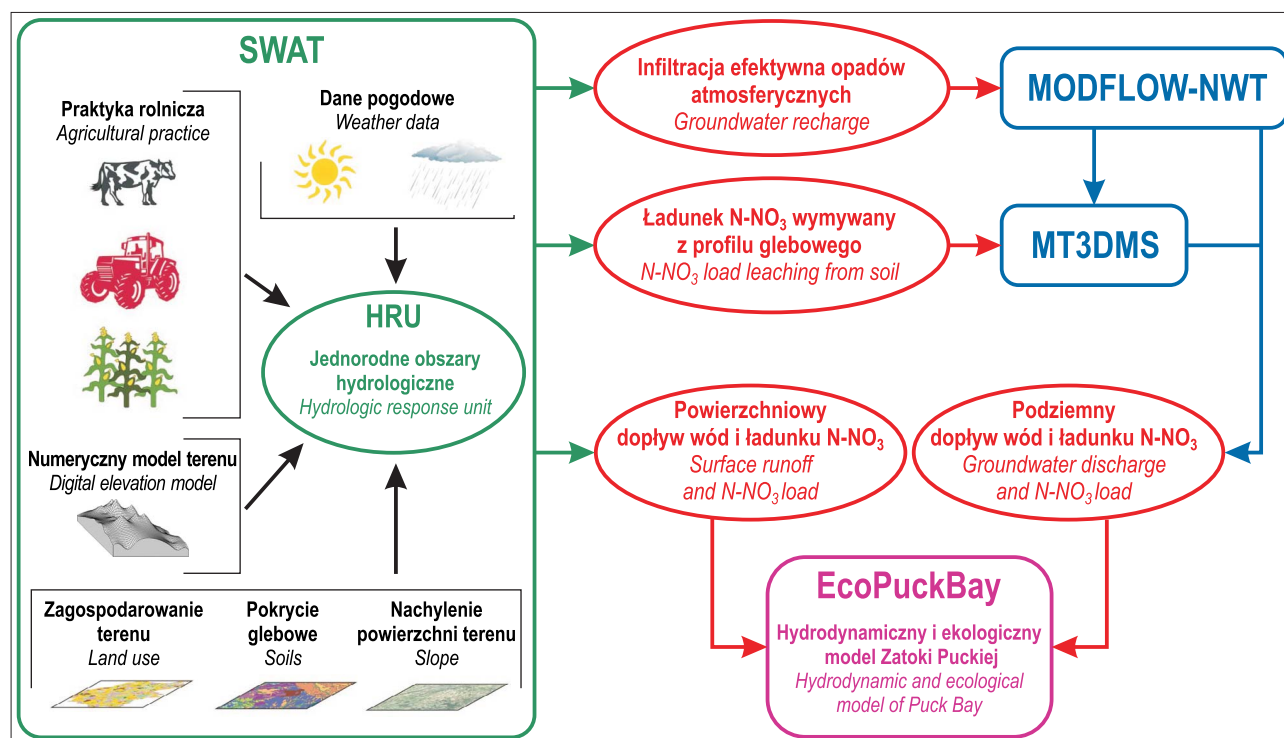 SWAT
Praktyka rolnicza
Agricultural practice
Dane pogodowe
Weather data
HRU
Jednorodne obszary
hydrologiczne
Hydrologic response unit
Numeryczny model terenu
Digital elevation model
Zagospodarowanie
terenu
Land use
Pokrycie
glebowe
Soils
Nachylenie
powierzchni terenu
Slope
Infiltracja efektywna opadów
atmosferycznych
Groundwater recharge
MODFLOW-NWT
Ładunek N-NO₃ wymywany
z profilu glebowego
N-NO₃ load leaching from soil
MT3DMS
Powierzchniowy
dopływ wód i ładunku N-NO₃
Surface runoff
and N-NO₃ load
Podziemny
dopływ wód i ładunku N-NO₃
Groundwater discharge
and N-NO₃ load
EcoPuckBay
Hydrodynamiczny i ekologiczny
model Zatoki Puckiej
Hydrodynamic and ecological
model of Puck Bay